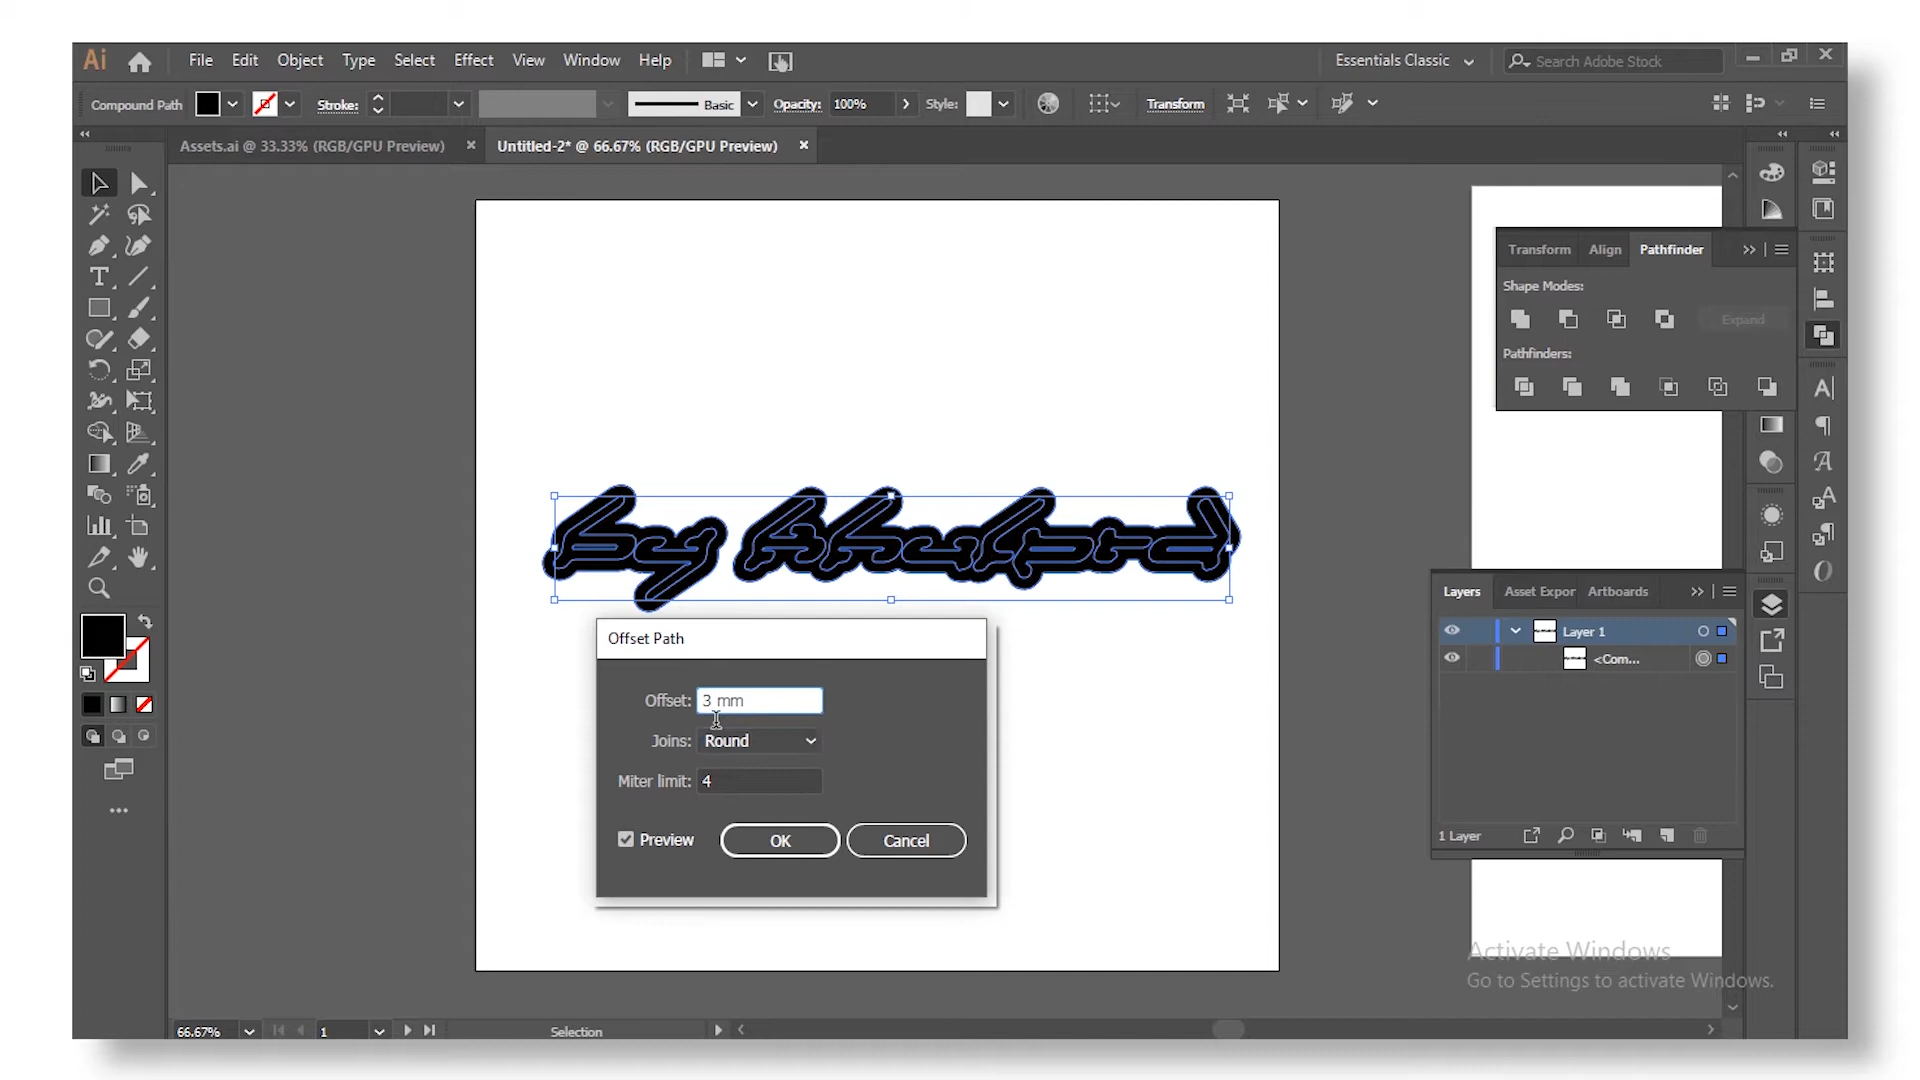 Ai File Edit Object Type Select Effect View Window Help Essentials Classic Search Adobe Stock
Compound Path Stroke: Basic Opacity: 100% Style: Transform
Assets.ai @ 33.33% (RGB/GPU Preview) × Untitled-2* @ 66.67% (RGB/GPU Preview) ×
Transform Align Pathfinder
Shape Modes:
Expand
Pathfinders:
Offset Path
Offset: 3 mm
Joins: Round
Miter limit: 4
Preview OK Cancel
Layers Asset Expor Artboards
Layer 1
<Com...
1 Layer
Activate Windows
Go to Settings to activate Windows.
66.67% 1 Selection